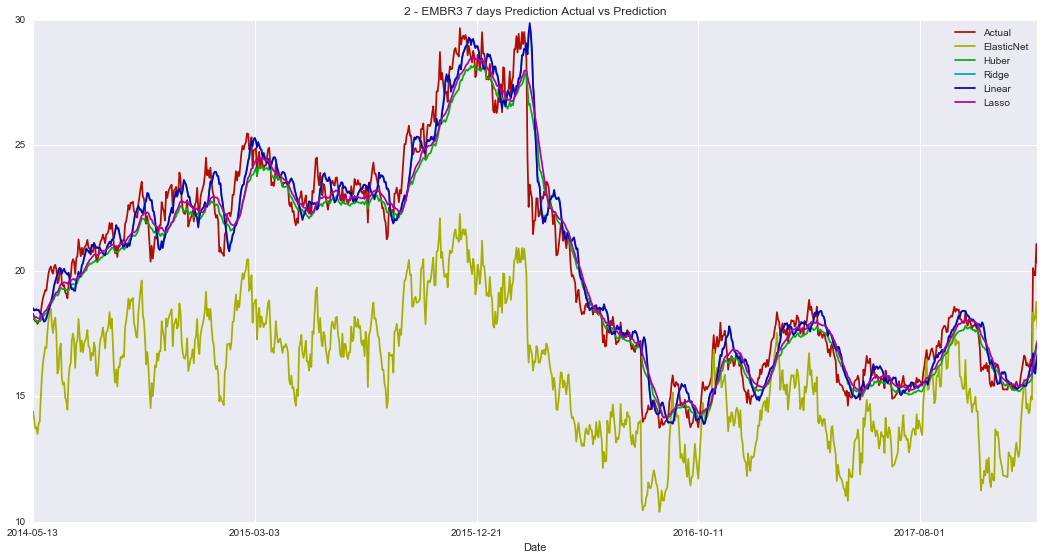 2 - EMBR3 7 days Prediction Actual vs Prediction
30
25
20
15
10
Actual
ElasticNet
Huber
Ridge
Linear
Lasso
2014-05-13
2015-03-03
2015-12-21
2016-10-11
2017-08-01
Date